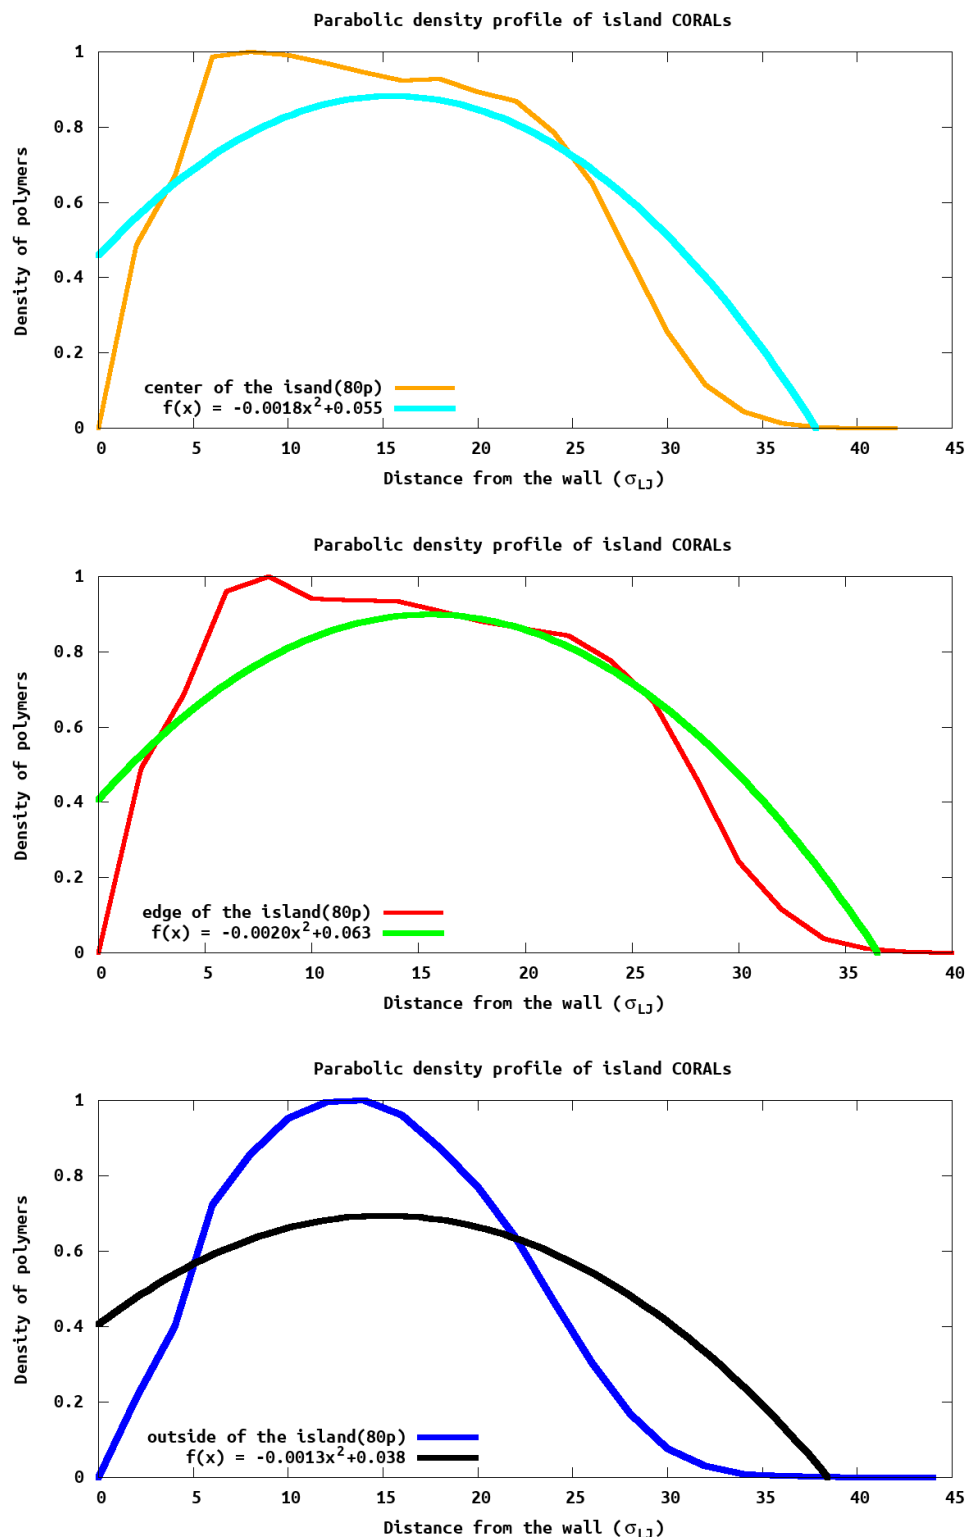 Parabolic density profile of island CORALs
1
0.8
0.6
0.4
0.2
0
Density of polymers
center of the isand(80p)
f(x) = -0.0018x²+0.055
0 5 10 15 20 25 30 35 40 45
Distance from the wall (σ_LJ)
Parabolic density profile of island CORALs
1
0.8
0.6
0.4
0.2
0
Density of polymers
edge of the island(80p)
f(x) = -0.0020x²+0.063
0 5 10 15 20 25 30 35 40
Distance from the wall (σ_LJ)
Parabolic density profile of island CORALs
1
0.8
0.6
0.4
0.2
0
Density of polymers
outside of the island(80p)
f(x) = -0.0013x²+0.038
0 5 10 15 20 25 30 35 40 45
Distance from the wall (σ_LJ)